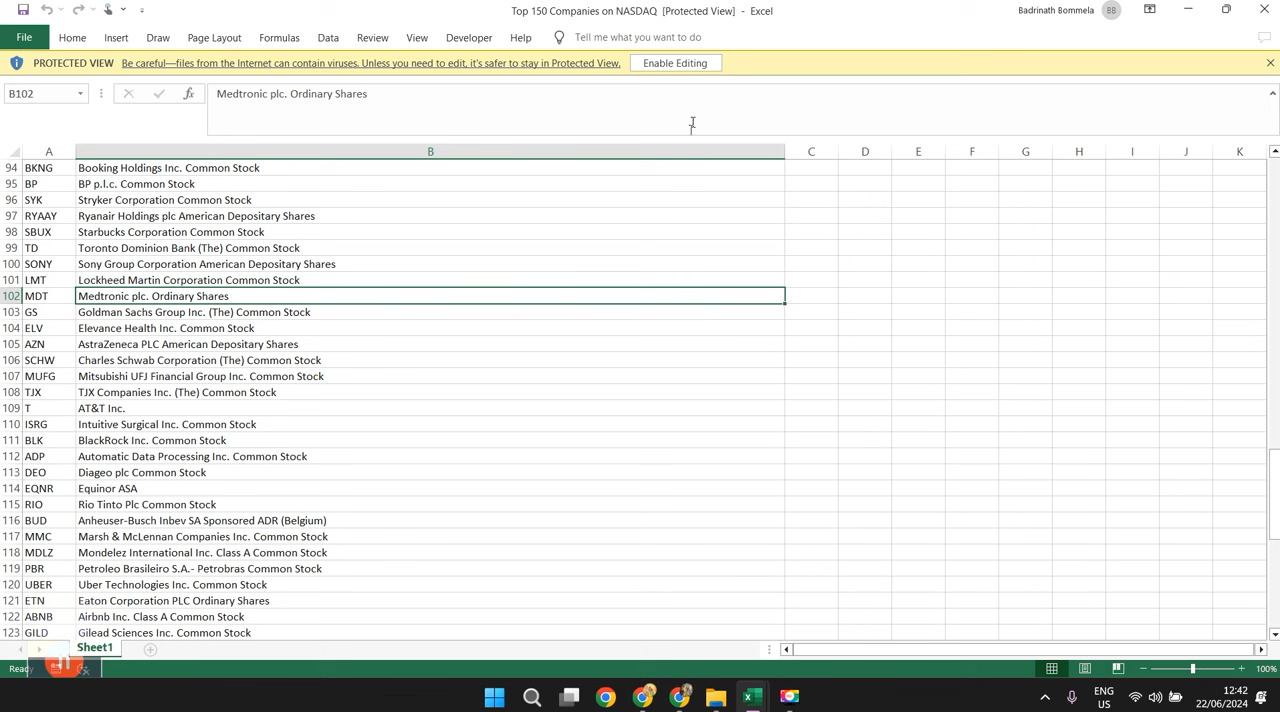 Top 150 Companies on NASDAQ [Protected View] - Excel
Badrinath Bommela BB
File Home Insert Draw Page Layout Formulas Data Review View Developer Help Tell me what you want to do
PROTECTED VIEW Be careful—files from the Internet can contain viruses. Unless you need to edit, it's safer to stay in Protected View. Enable Editing
B102 fx Medtronic plc. Ordinary Shares
A B C D E F G H I J K
94 BKNG Booking Holdings Inc. Common Stock
95 BP BP p.l.c. Common Stock
96 SYK Stryker Corporation Common Stock
97 RYAAY Ryanair Holdings plc American Depositary Shares
98 SBUX Starbucks Corporation Common Stock
99 TD Toronto Dominion Bank (The) Common Stock
100 SONY Sony Group Corporation American Depositary Shares
101 LMT Lockheed Martin Corporation Common Stock
102 MDT Medtronic plc. Ordinary Shares
103 GS Goldman Sachs Group Inc. (The) Common Stock
104 ELV Elevance Health Inc. Common Stock
105 AZN AstraZeneca PLC American Depositary Shares
106 SCHW Charles Schwab Corporation (The) Common Stock
107 MUFG Mitsubishi UFJ Financial Group Inc. Common Stock
108 TJX TJX Companies Inc. (The) Common Stock
109 T AT&T Inc.
110 ISRG Intuitive Surgical Inc. Common Stock
111 BLK BlackRock Inc. Common Stock
112 ADP Automatic Data Processing Inc. Common Stock
113 DEO Diageo plc Common Stock
114 EQNR Equinor ASA
115 RIO Rio Tinto Plc Common Stock
116 BUD Anheuser-Busch Inbev SA Sponsored ADR (Belgium)
117 MMC Marsh & McLennan Companies Inc. Common Stock
118 MDLZ Mondelez International Inc. Class A Common Stock
119 PBR Petroleo Brasileiro S.A.- Petrobras Common Stock
120 UBER Uber Technologies Inc. Common Stock
121 ETN Eaton Corporation PLC Ordinary Shares
122 ABNB Airbnb Inc. Class A Common Stock
123 GILD Gilead Sciences Inc. Common Stock
Sheet1
Ready 100%
ENG 12:42
US 22/06/2024